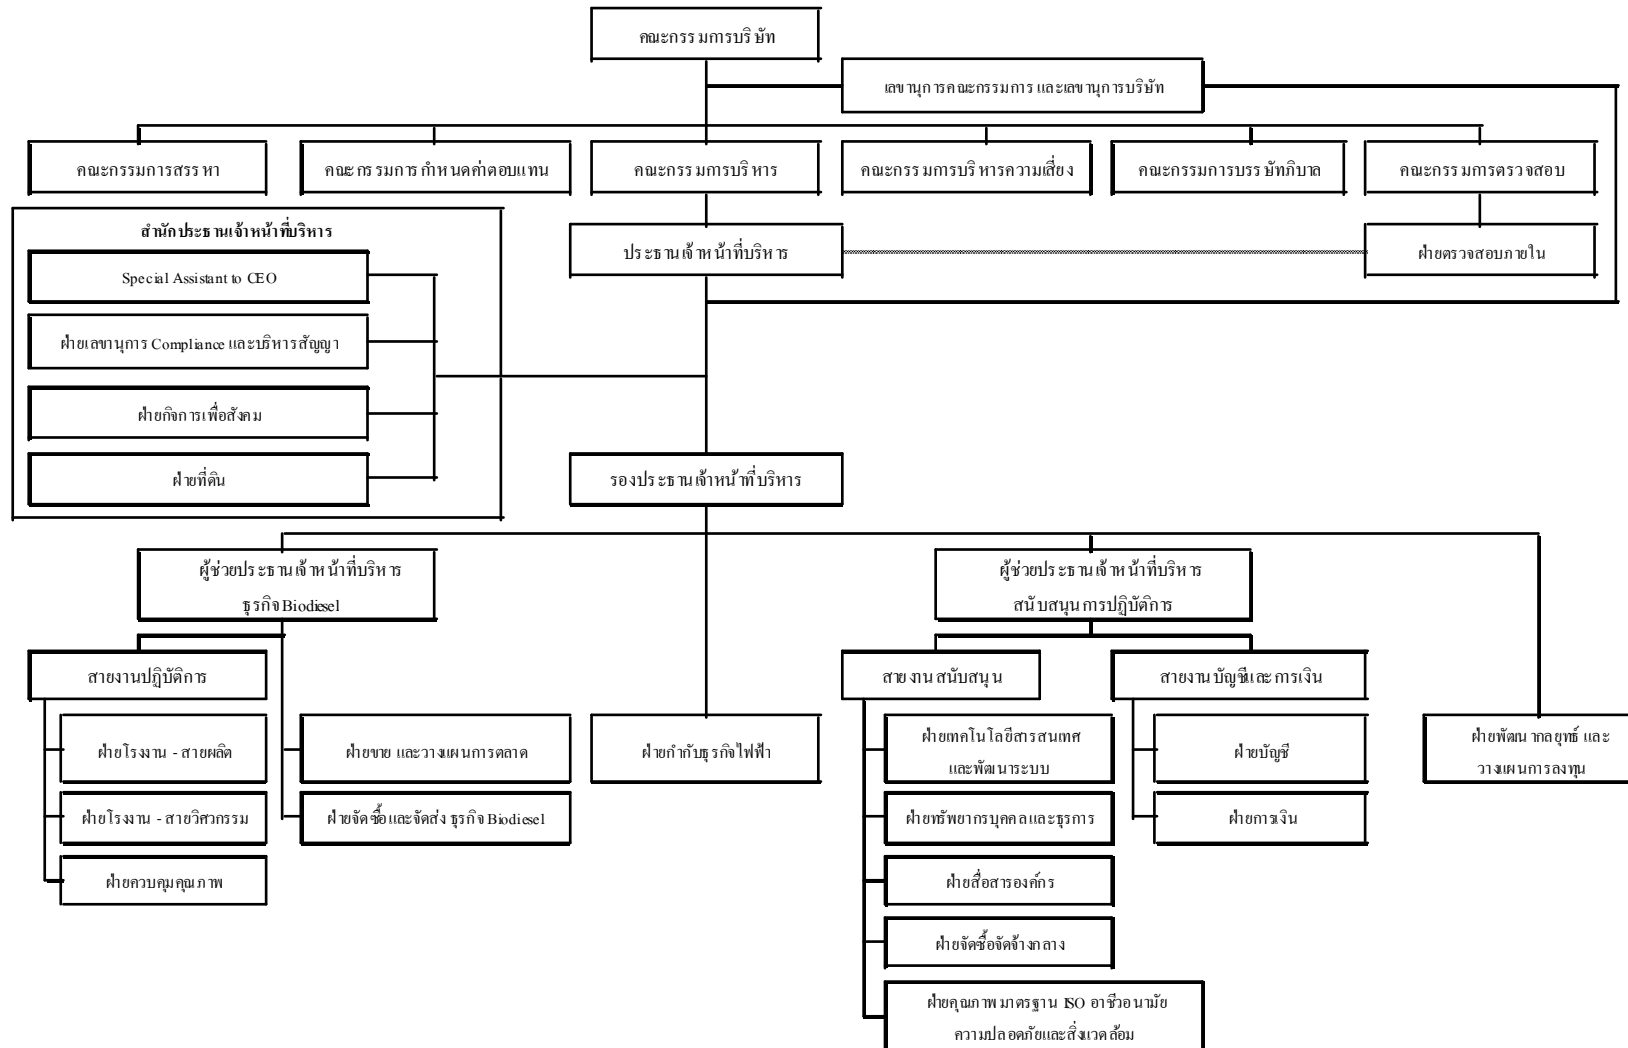 คณะกรรมการบริษัท
เลขานุการคณะกรรมการ และเลขานุการบริษัท
คณะกรรมการสรรหา
คณะกรรมการกำหนดค่าตอบแทน
คณะกรรมการบริหาร
คณะกรรมการบริหารความเสี่ยง
คณะกรรมการบรรษัทภิบาล
คณะกรรมการตรวจสอบ
สำนักประธานเจ้าหน้าที่บริหาร
ประธานเจ้าหน้าที่บริหาร
ฝ่ายตรวจสอบภายใน
Special Assistant to CEO
ฝ่ายเลขานุการ Compliance และบริหารสัญญา
ฝ่ายกิจการเพื่อสังคม
ฝ่ายที่ดิน
รองประธานเจ้าหน้าที่บริหาร
ผู้ช่วยประธานเจ้าหน้าที่บริหาร
ธุรกิจ Biodiesel
ผู้ช่วยประธานเจ้าหน้าที่บริหาร
สนับสนุนการปฏิบัติการ
สายงานปฏิบัติการ
สายงานสนับสนุน
สายงานบัญชีและการเงิน
ฝ่ายโรงงาน - สายผลิต
ฝ่ายขาย และวางแผนการตลาด
ฝ่ายกำกับธุรกิจไฟฟ้า
ฝ่ายเทคโนโลยีสารสนเทศ
และพัฒนาระบบ
ฝ่ายบัญชี
ฝ่ายพัฒนากลยุทธ์ และ
วางแผนการลงทุน
ฝ่ายโรงงาน - สายวิศวกรรม
ฝ่ายจัดซื้อและจัดส่ง ธุรกิจ Biodiesel
ฝ่ายทรัพยากรบุคคลและธุรการ
ฝ่ายการเงิน
ฝ่ายควบคุมคุณภาพ
ฝ่ายสื่อสารองค์กร
ฝ่ายจัดซื้อจัดจ้างกลาง
ฝ่ายคุณภาพ มาตรฐาน ISO อาชีวอนามัย
ความปลอดภัยและสิ่งแวดล้อม